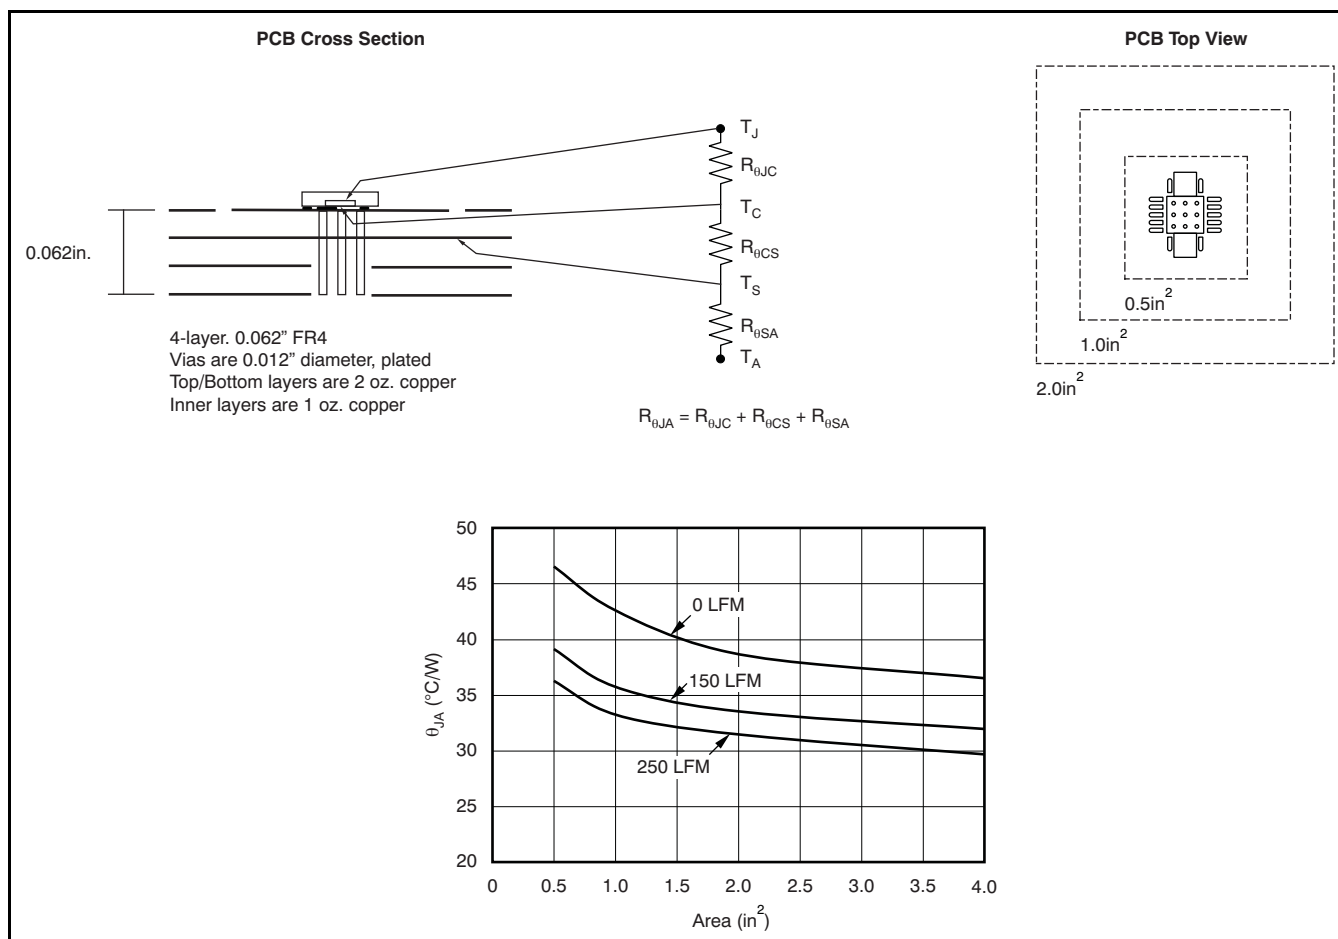 PCB Cross Section
PCB Top View
T_J
R_θJC
T_C
R_θCS
T_S
R_θSA
T_A
0.062in.
0.5in²
1.0in²
2.0in²
4-layer. 0.062” FR4
Vias are 0.012” diameter, plated
Top/Bottom layers are 2 oz. copper
Inner layers are 1 oz. copper
R_θJA = R_θJC + R_θCS + R_θSA
50
45
40
35
30
25
20
θ_JA (°C/W)
0 LFM
150 LFM
250 LFM
0 0.5 1.0 1.5 2.0 2.5 3.0 3.5 4.0
Area (in²)